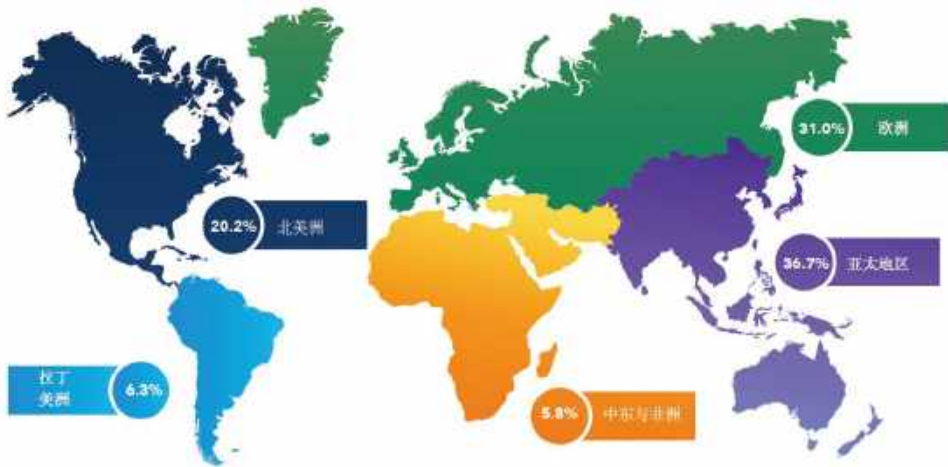 31.0% 欧洲
20.2% 北美洲
36.7% 亚太地区
拉丁
美洲
6.3%
5.8% 中东与非洲